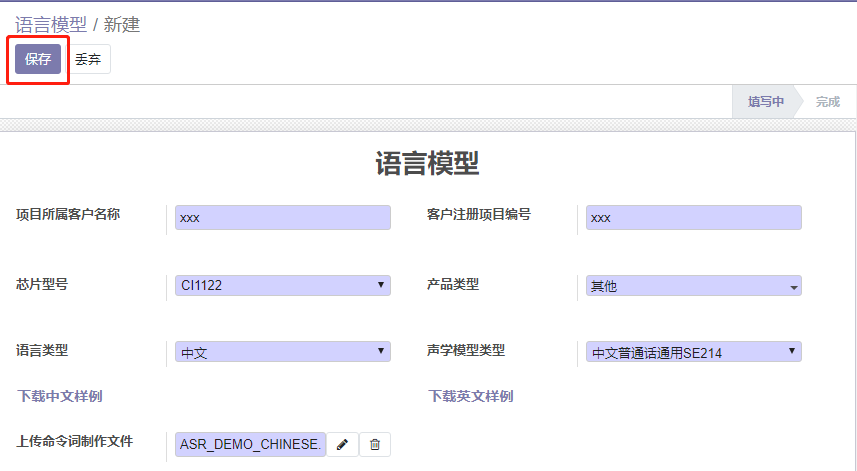 语言模型 / 新建
保存 丢弃
填写中 完成
语言模型
项目所属客户名称 xxx 客户注册项目编号 xxx
芯片型号 CI1122 产品类型 其他
语言类型 中文 声学模型类型 中文普通话通用SE214
下载中文样例 下载英文样例
上传命令词制作文件 ASR_DEMO_CHINESE.